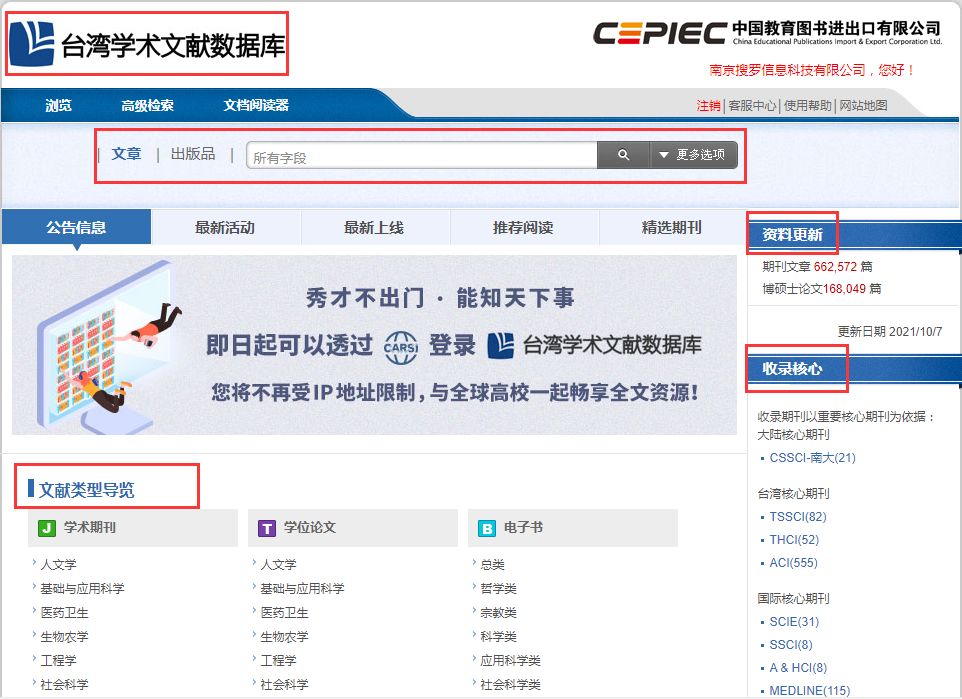 台湾学术文献数据库
CEPIEC 中国教育图书进出口有限公司
China Educational Publications Import & Export Corporation Ltd.
南京搜罗信息科技有限公司，您好！
浏览 高级检索 文档阅读器
注销| 客服中心| 使用帮助| 网站地图
| 文章 | 出版品 | 所有字段 更多选项
公告信息 最新活动 最新上线 推荐阅读 精选期刊
秀才不出门 · 能知天下事
即日起可以透过 CARSI 登录 台湾学术文献数据库
您将不再受IP地址限制，与全球高校一起畅享全文资源！
资料更新
期刊文章 662,572 篇
博硕士论文168,049 篇
更新日期 2021/10/7
收录核心
收录期刊以重要核心期刊为依据：
大陆核心期刊
CSSCI-南大(21)
台湾核心期刊
TSSCI(82)
THCI(52)
ACI(555)
国际核心期刊
SCIE(31)
SSCI(8)
A & HCI(8)
MEDLINE(115)
文献类型导览
J 学术期刊
人文学
基础与应用科学
医药卫生
生物农学
工程学
社会科学
T 学位论文
人文学
基础与应用科学
医药卫生
生物农学
工程学
社会科学
B 电子书
总类
哲学类
宗教类
科学类
应用科学类
社会科学类